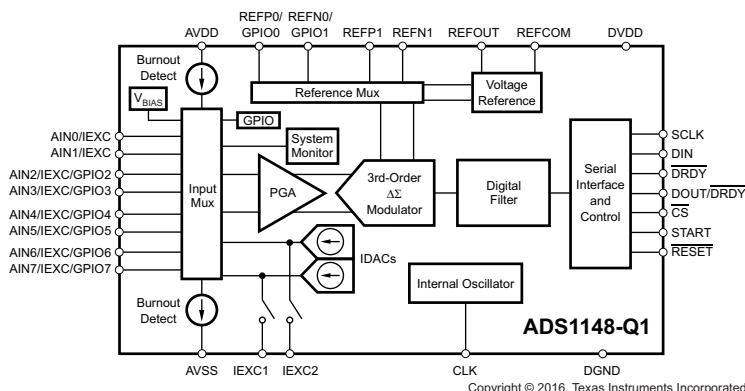 REFP0/ REFN0/
AVDD GPIO0 GPIO1 REFP1 REFN1 REFOUT REFCOM DVDD
Burnout
Detect
VBIAS
Reference Mux
Voltage
Reference
GPIO
System
Monitor
AIN0/IEXC
AIN1/IEXC
AIN2/IEXC/GPIO2
AIN3/IEXC/GPIO3
AIN4/IEXC/GPIO4
AIN5/IEXC/GPIO5
AIN6/IEXC/GPIO6
AIN7/IEXC/GPIO7
Input
Mux
PGA
3rd-Order
ΔΣ
Modulator
Digital
Filter
Serial
Interface
and
Control
SCLK
DIN
D̅R̅D̅Y̅
DOUT/D̅R̅D̅Y̅
C̅S̅
START
R̅E̅S̅E̅T̅
IDACs
Internal Oscillator
Burnout
Detect
ADS1148-Q1
AVSS IEXC1 IEXC2 CLK DGND
Copyright © 2016, Texas Instruments Incorporated